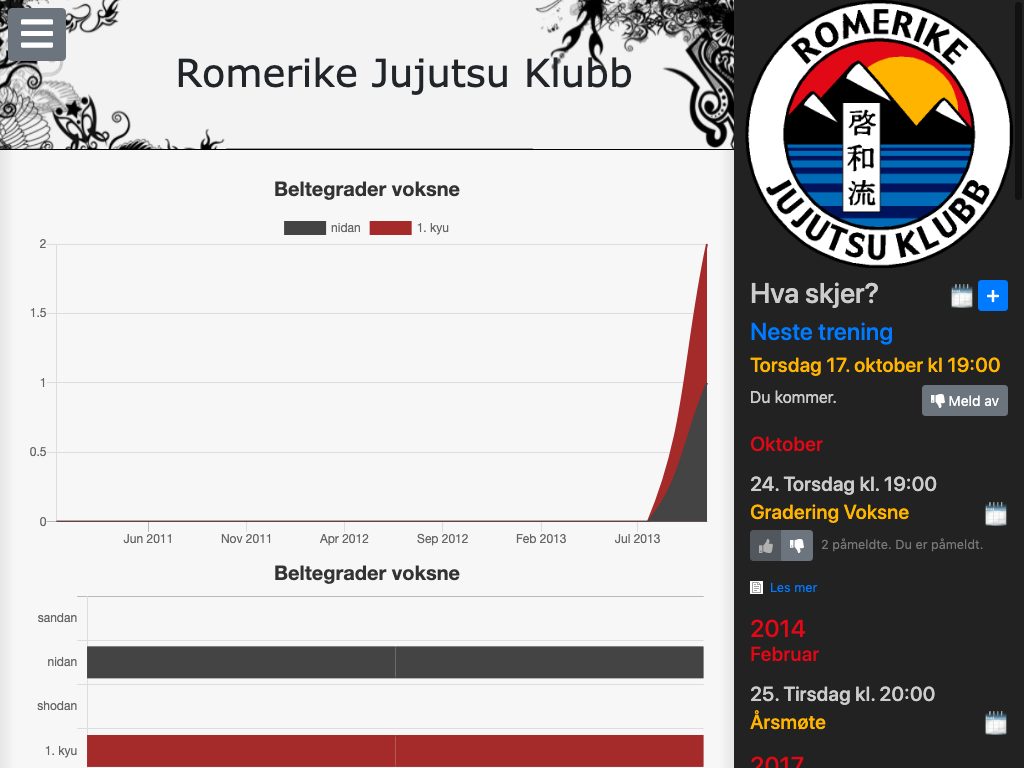 Romerike Jujutsu Klubb
Beltegrader voksne
nidan 1. kyu
2
1.5
1
0.5
0
Jun 2011 Nov 2011 Apr 2012 Sep 2012 Feb 2013 Jul 2013
Beltegrader voksne
sandan
nidan
shodan
1. kyu
ROMERIKE
啓和流
JUJUTSU KLUBB
Hva skjer?
+
Neste trening
Torsdag 17. oktober kl 19:00
Du kommer.
Meld av
Oktober
24. Torsdag kl. 19:00
Gradering Voksne
2 påmeldte. Du er påmeldt.
Les mer
2014
Februar
25. Tirsdag kl. 20:00
Årsmøte
2017